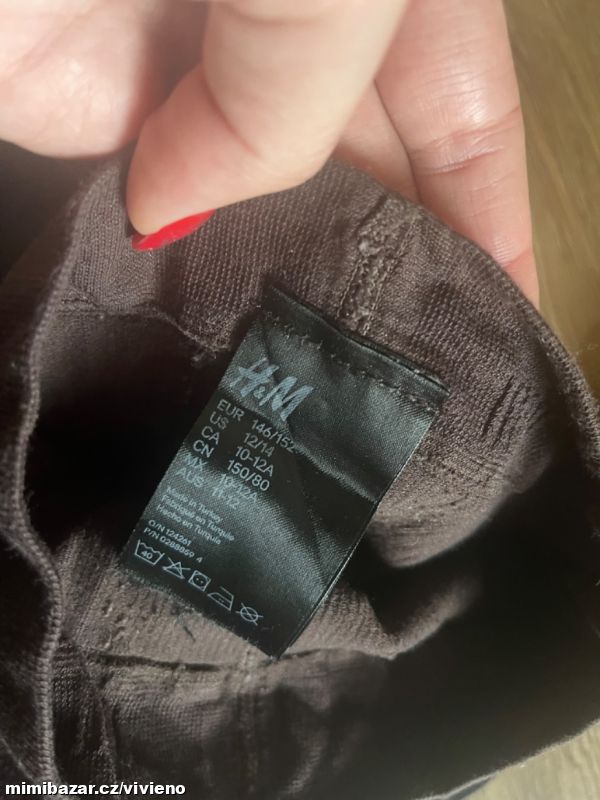 H&M
EUR 146/152
US 12/14
CA 10-12A
CN 150/80
MX 10-12A
AUS 11-12
Made in Turkey
Fabriqué en Turquie
Hecho en Turquía
O/N 124261
P/N 0288859 4
40
mimibazar.cz/vivieno